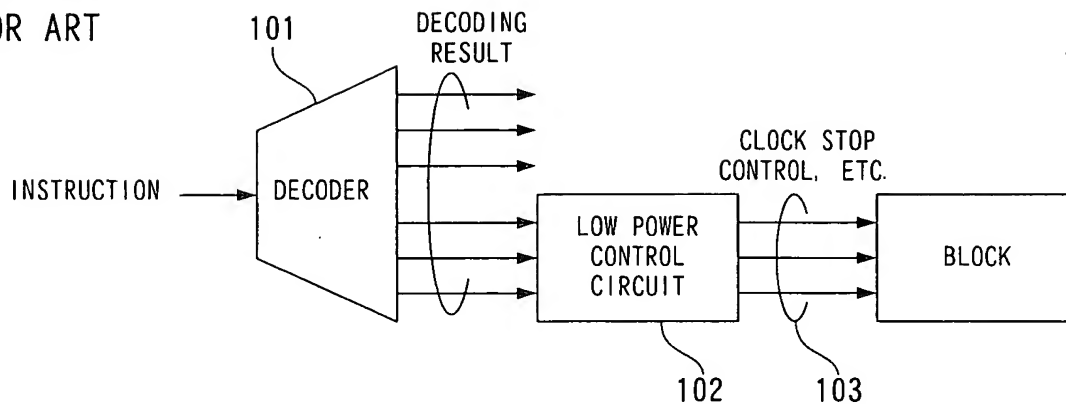 OR ART
101
DECODING
RESULT
INSTRUCTION
DECODER
CLOCK STOP
CONTROL, ETC.
LOW POWER
CONTROL
CIRCUIT
BLOCK
102
103